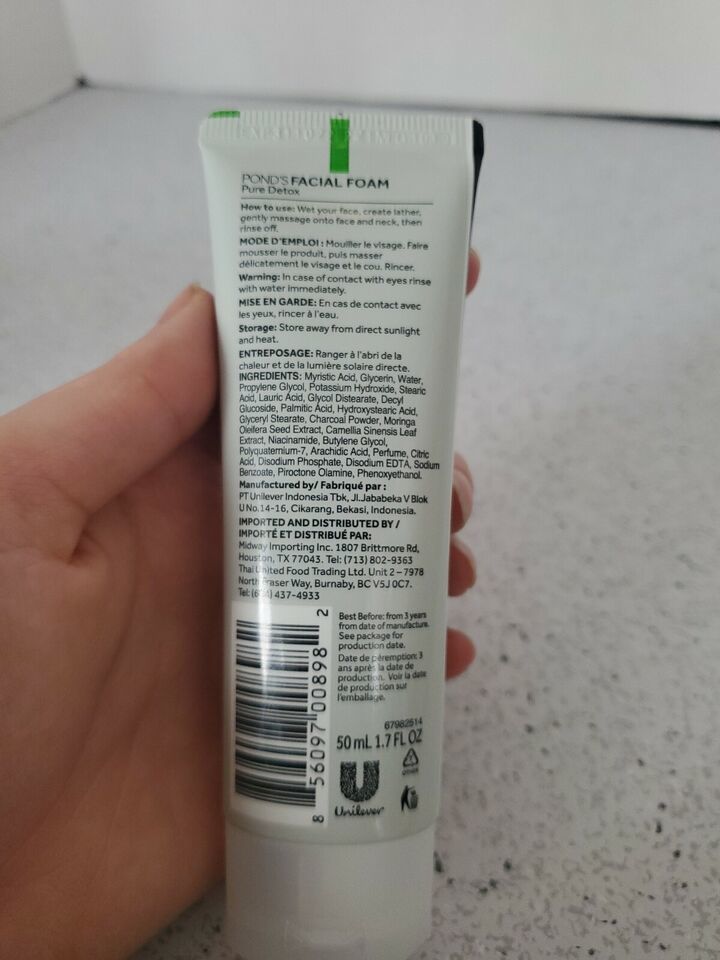 POND'S FACIAL FOAM
Pure Detox
How to use: Wet your face, create lather,
gently massage onto face and neck, then
rinse off.
MODE D'EMPLOI : Mouiller le visage. Faire
mousser le produit, puis masser
délicatement le visage et le cou. Rincer.
Warning: In case of contact with eyes rinse
with water immediately.
MISE EN GARDE: En cas de contact avec
les yeux, rincer à l'eau.
Storage: Store away from direct sunlight
and heat.
ENTREPOSAGE: Ranger à l'abri de la
chaleur et de la lumière solaire directe.
INGREDIENTS: Myristic Acid, Glycerin, Water,
Propylene Glycol, Potassium Hydroxide, Stearic
Acid, Lauric Acid, Glycol Distearate, Decyl
Glucoside, Palmitic Acid, Hydroxystearic Acid,
Glyceryl Stearate, Charcoal Powder, Moringa
Oleifera Seed Extract, Camellia Sinensis Leaf
Extract, Niacinamide, Butylene Glycol,
Polyquaternium-7, Arachidic Acid, Perfume, Citric
Acid, Disodium Phosphate, Disodium EDTA, Sodium
Benzoate, Piroctone Olamine, Phenoxyethanol.
Manufactured by/ Fabriqué par :
PT Unilever Indonesia Tbk, Jl.Jababeka V Blok
U No.14-16, Cikarang, Bekasi, Indonesia.
IMPORTED AND DISTRIBUTED BY /
IMPORTÉ ET DISTRIBUÉ PAR:
Midway Importing Inc. 1807 Brittmore Rd,
Houston, TX 77043. Tel: (713) 802-9363
Thai United Food Trading Ltd. Unit 2 – 7978
North Fraser Way, Burnaby, BC V5J 0C7.
Tel: (604) 437-4933
8 56097 00898 2
Best Before: from 3 years
from date of manufacture.
See package for
production date.
Date de péremption: 3
ans après la date de
production. Voir la date
de production sur
l'emballage.
67982514
50 mL 1.7 FL OZ
Unilever